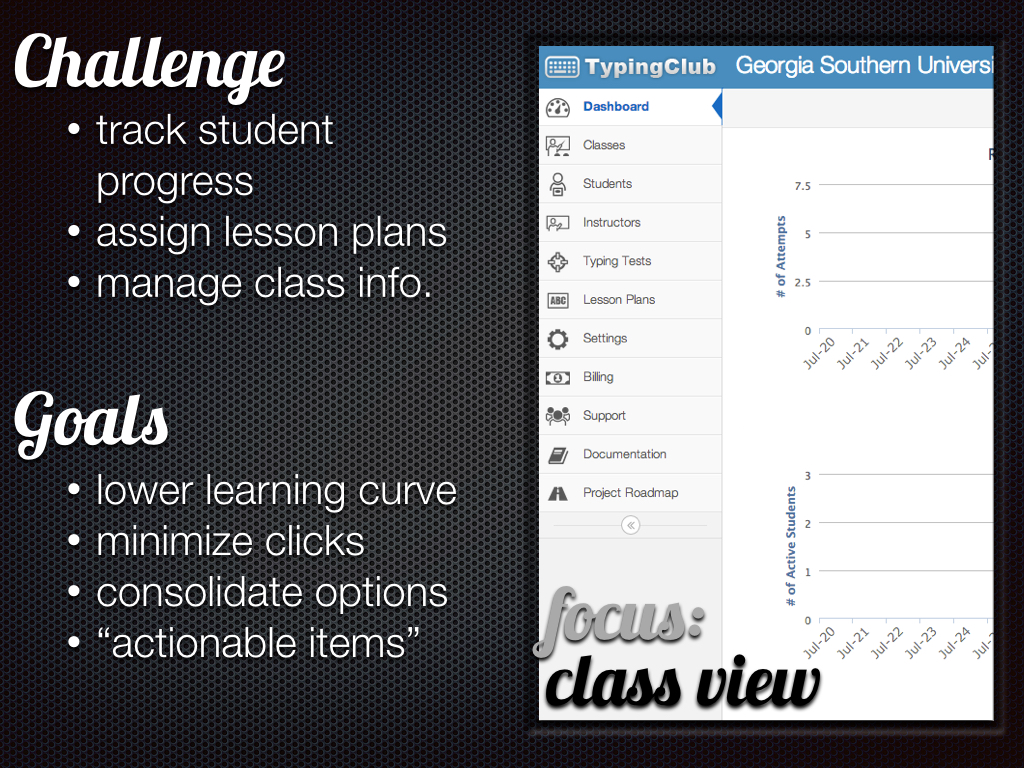 Challenge
• track student
progress
• assign lesson plans
• manage class info.
Goals
• lower learning curve
• minimize clicks
• consolidate options
• “actionable items”
TypingClub Georgia Southern Universi
Dashboard
Classes
Students
Instructors
Typing Tests
ABC Lesson Plans
Settings
Billing
Support
Documentation
Project Roadmap
«
# of Attempts
7.5
5
2.5
0
Jul-20 Jul-21 Jul-22 Jul-23 Jul-24
# of Active Students
3
2
1
0
Jul-20 Jul-21 Jul-22 Jul-23 Jul-24
focus:
class view